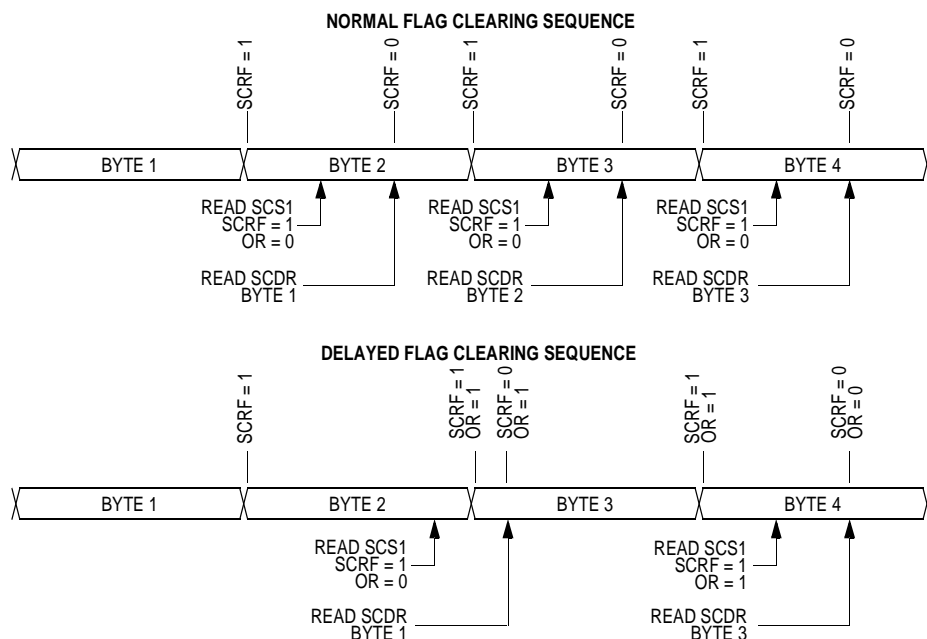 NORMAL FLAG CLEARING SEQUENCE
SCRF = 1
SCRF = 0
SCRF = 1
SCRF = 0
SCRF = 1
SCRF = 0
BYTE 1
BYTE 2
BYTE 3
BYTE 4
READ SCS1
SCRF = 1
OR = 0
READ SCS1
SCRF = 1
OR = 0
READ SCS1
SCRF = 1
OR = 0
READ SCDR
BYTE 1
READ SCDR
BYTE 2
READ SCDR
BYTE 3
DELAYED FLAG CLEARING SEQUENCE
SCRF = 1
SCRF = 1
OR = 1
SCRF = 0
OR = 1
SCRF = 1
OR = 1
SCRF = 0
OR = 0
BYTE 1
BYTE 2
BYTE 3
BYTE 4
READ SCS1
SCRF = 1
OR = 0
READ SCS1
SCRF = 1
OR = 1
READ SCDR
BYTE 1
READ SCDR
BYTE 3